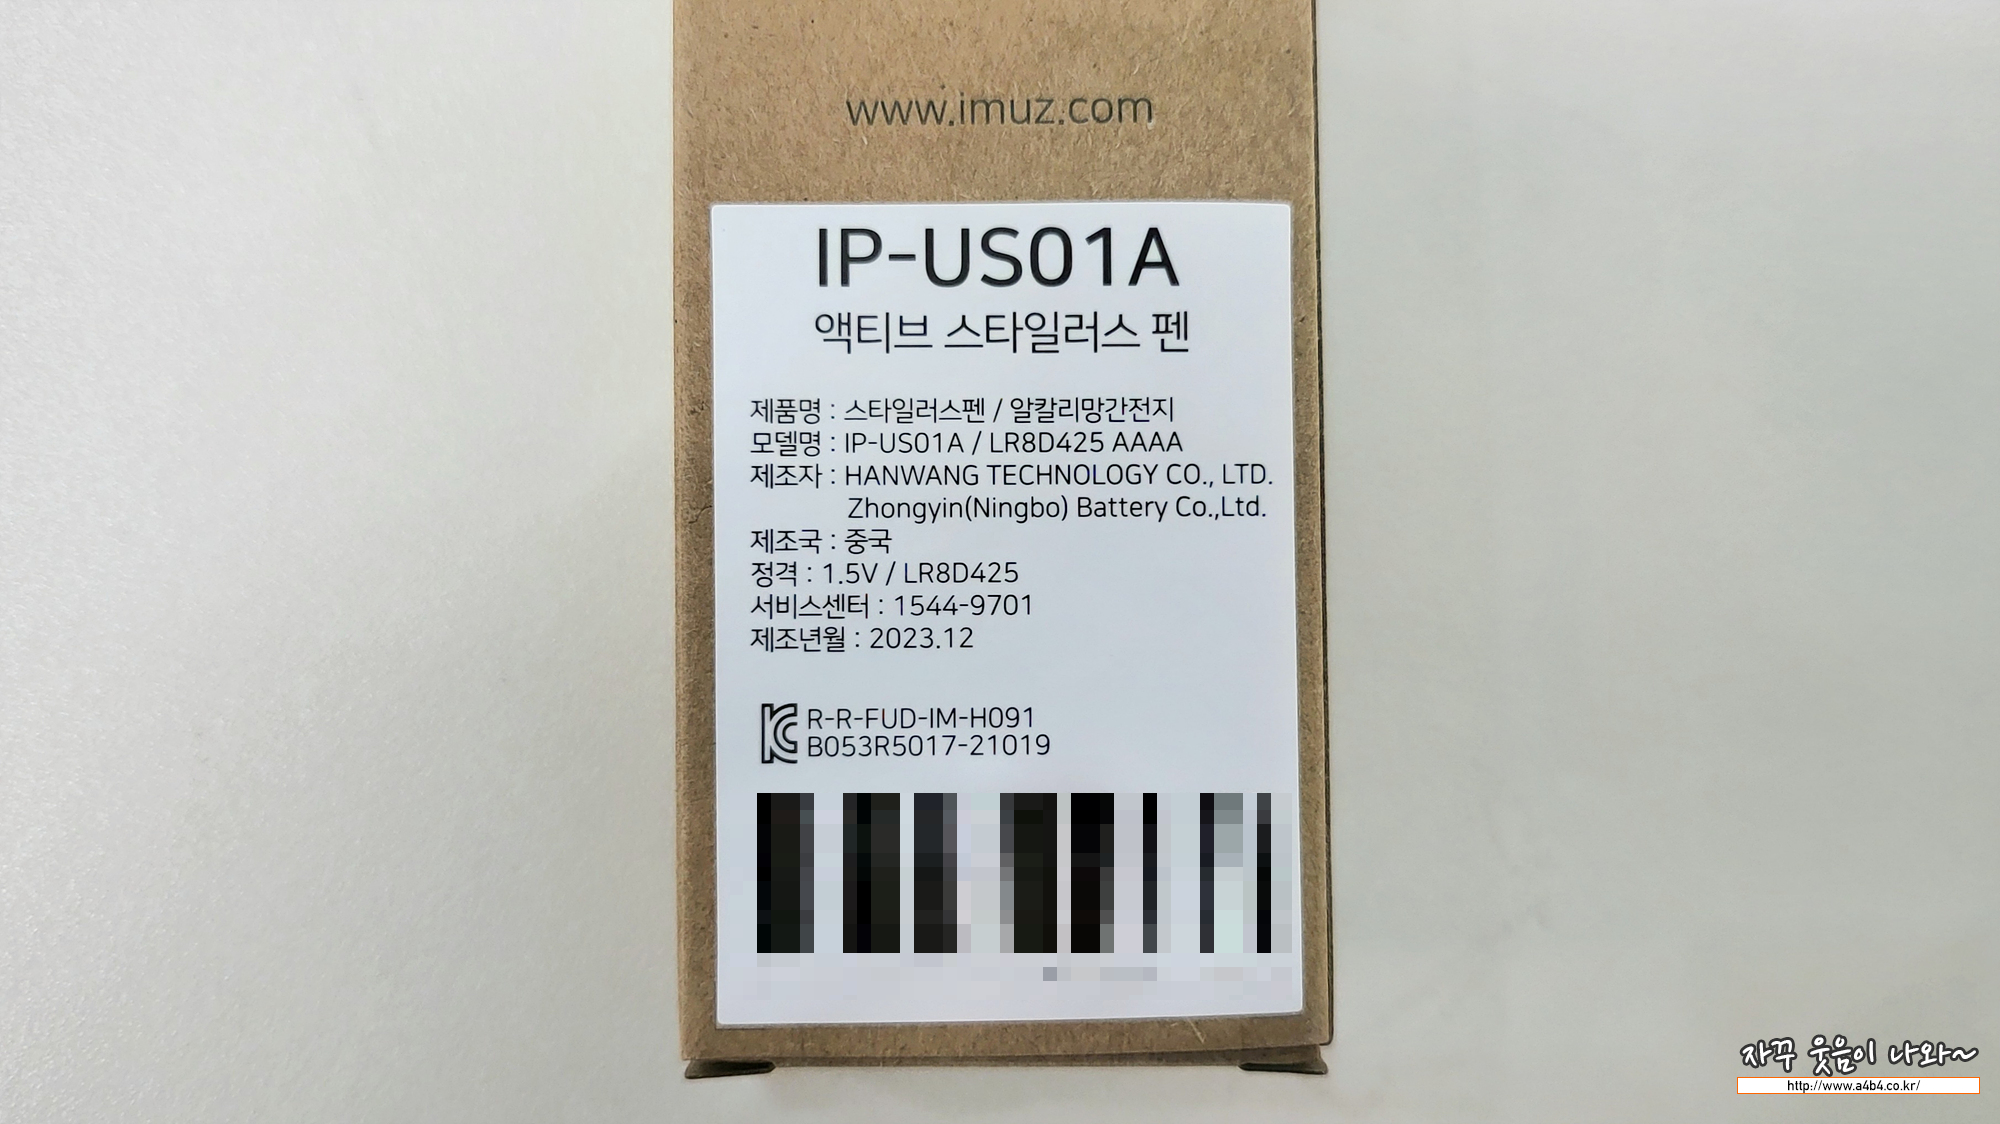 www.imuz.com
IP-US01A
액티브 스타일러스 펜
제품명 : 스타일러스펜 / 알칼리망간전지
모델명 : IP-US01A / LR8D425 AAAA
제조자 : HANWANG TECHNOLOGY CO., LTD.
Zhongyin(Ningbo) Battery Co.,Ltd.
제조국 : 중국
정격 : 1.5V / LR8D425
서비스센터 : 1544-9701
제조년월 : 2023.12
R-R-FUD-IM-H091
B053R5017-21019
자꾸 웃음이 나와~
http://www.a4b4.co.kr/